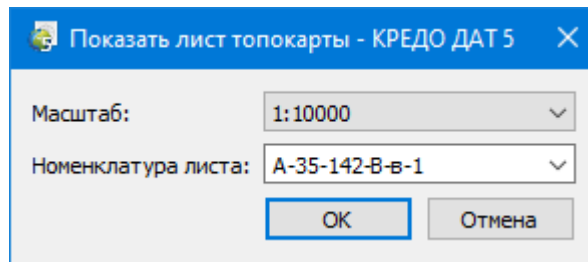 Показать лист топокарты - КРЕДО ДАТ 5
Масштаб: 1:10000
Номенклатура листа: А-35-142-В-в-1
ОК Отмена